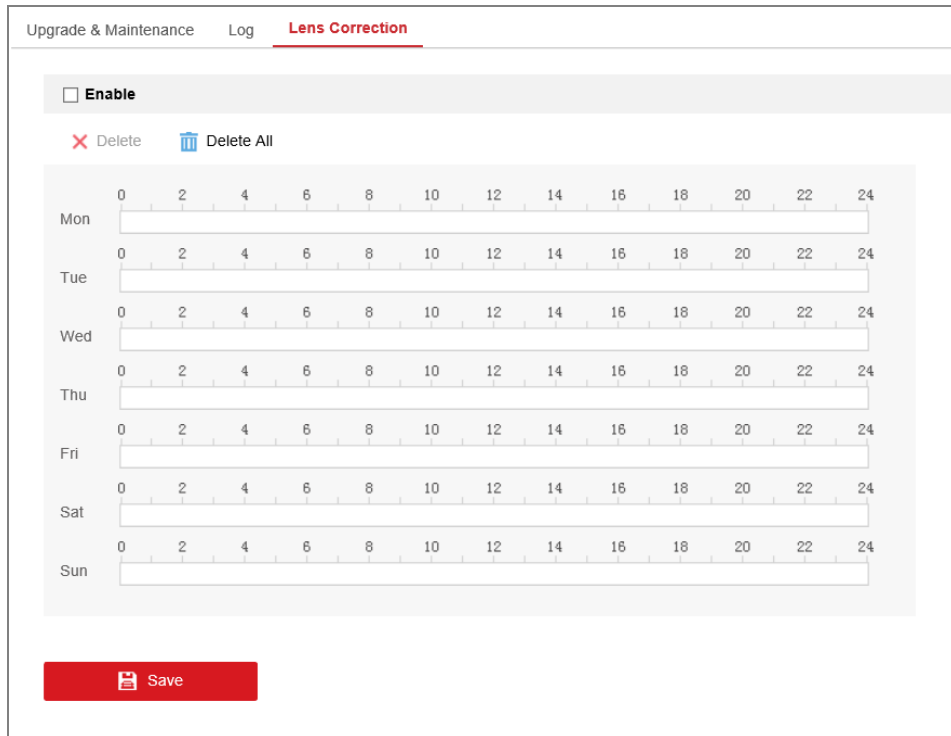 Upgrade & Maintenance Log Lens Correction
Enable
Delete Delete All
0 2 4 6 8 10 12 14 16 18 20 22 24
Mon
0 2 4 6 8 10 12 14 16 18 20 22 24
Tue
0 2 4 6 8 10 12 14 16 18 20 22 24
Wed
0 2 4 6 8 10 12 14 16 18 20 22 24
Thu
0 2 4 6 8 10 12 14 16 18 20 22 24
Fri
0 2 4 6 8 10 12 14 16 18 20 22 24
Sat
0 2 4 6 8 10 12 14 16 18 20 22 24
Sun
Save